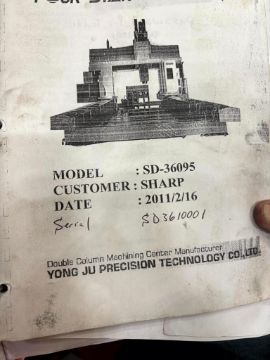 MODEL : SD-36095
CUSTOMER : SHARP
DATE : 2011/2/16
Serial SD3610001
Double Column Machining Center Manufacturer
YONG JU PRECISION TECHNOLOGY CO.,LTD.